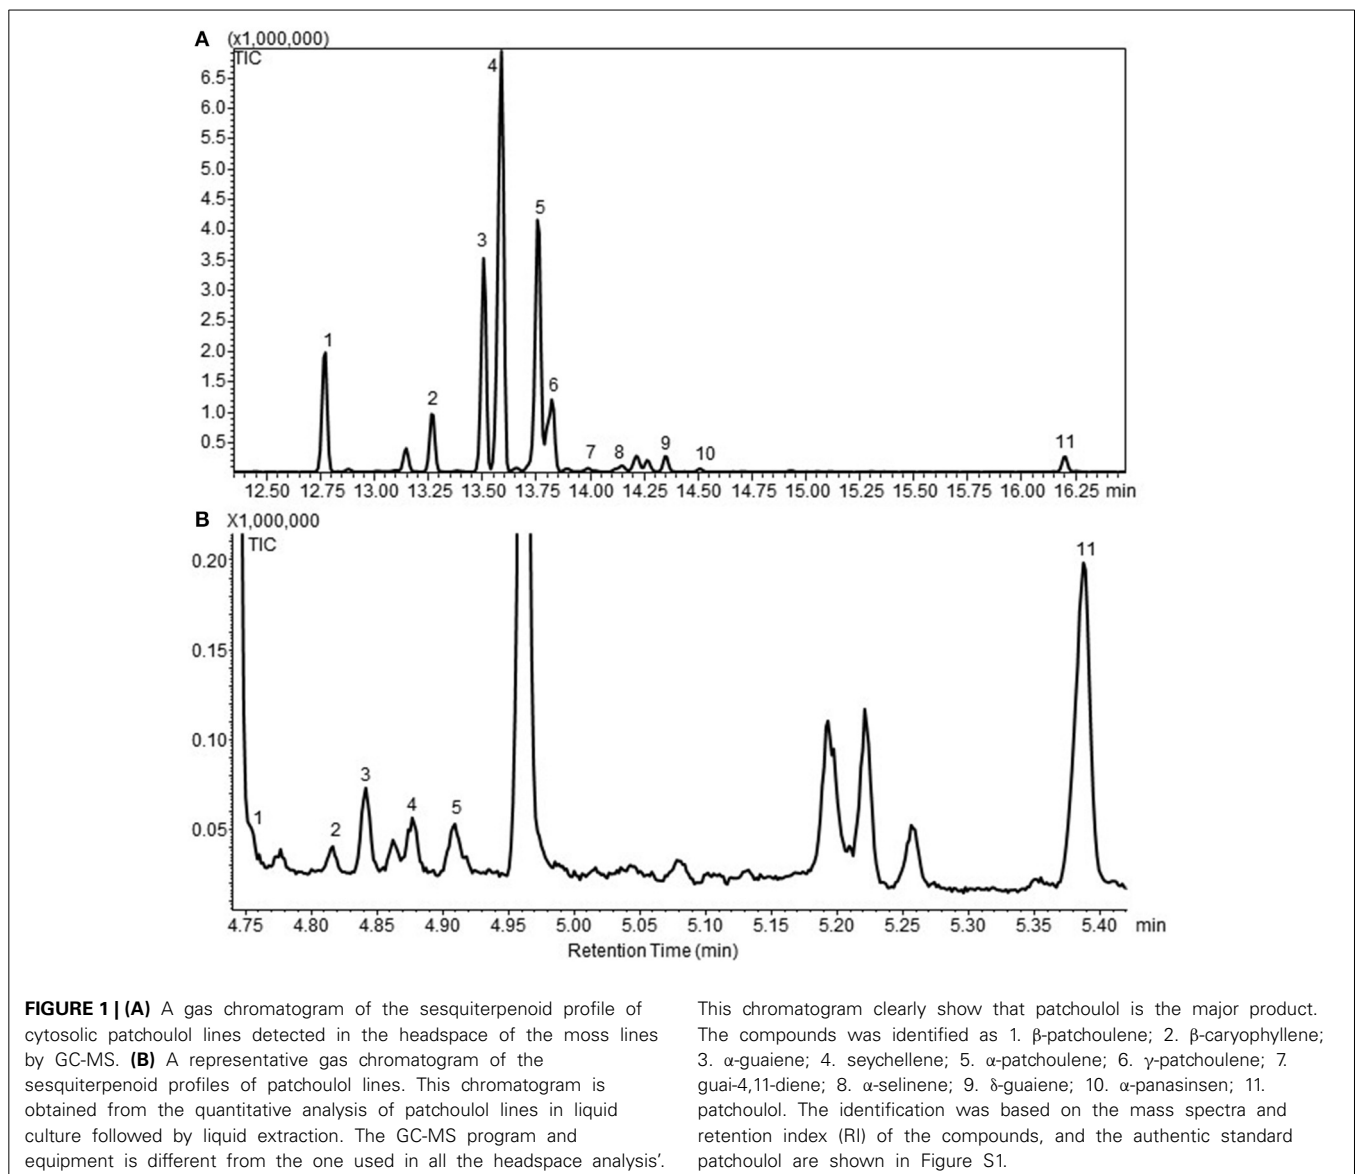 A (x1,000,000)
TIC
6.5
6.0
5.5
5.0
4.5
4.0
3.5
3.0
2.5
2.0
1.5
1.0
0.5
1
2
3
4
5
6
7
8
9
10
11
12.50 12.75 13.00 13.25 13.50 13.75 14.00 14.25 14.50 14.75 15.00 15.25 15.50 15.75 16.00 16.25 min
B X1,000,000
TIC
0.20
0.15
0.10
0.05
1
2
3
4
5
11
4.75 4.80 4.85 4.90 4.95 5.00 5.05 5.10 5.15 5.20 5.25 5.30 5.35 5.40 min
Retention Time (min)
FIGURE 1 | (A) A gas chromatogram of the sesquiterpenoid profile of
cytosolic patchoulol lines detected in the headspace of the moss lines
by GC-MS. (B) A representative gas chromatogram of the
sesquiterpenoid profiles of patchoulol lines. This chromatogram is
obtained from the quantitative analysis of patchoulol lines in liquid
culture followed by liquid extraction. The GC-MS program and
equipment is different from the one used in all the headspace analysis'.
This chromatogram clearly show that patchoulol is the major product.
The compounds was identified as 1. β-patchoulene; 2. β-caryophyllene;
3. α-guaiene; 4. seychellene; 5. α-patchoulene; 6. γ-patchoulene; 7.
guai-4,11-diene; 8. α-selinene; 9. δ-guaiene; 10. α-panasinsen; 11.
patchoulol. The identification was based on the mass spectra and
retention index (RI) of the compounds, and the authentic standard
patchoulol are shown in Figure S1.